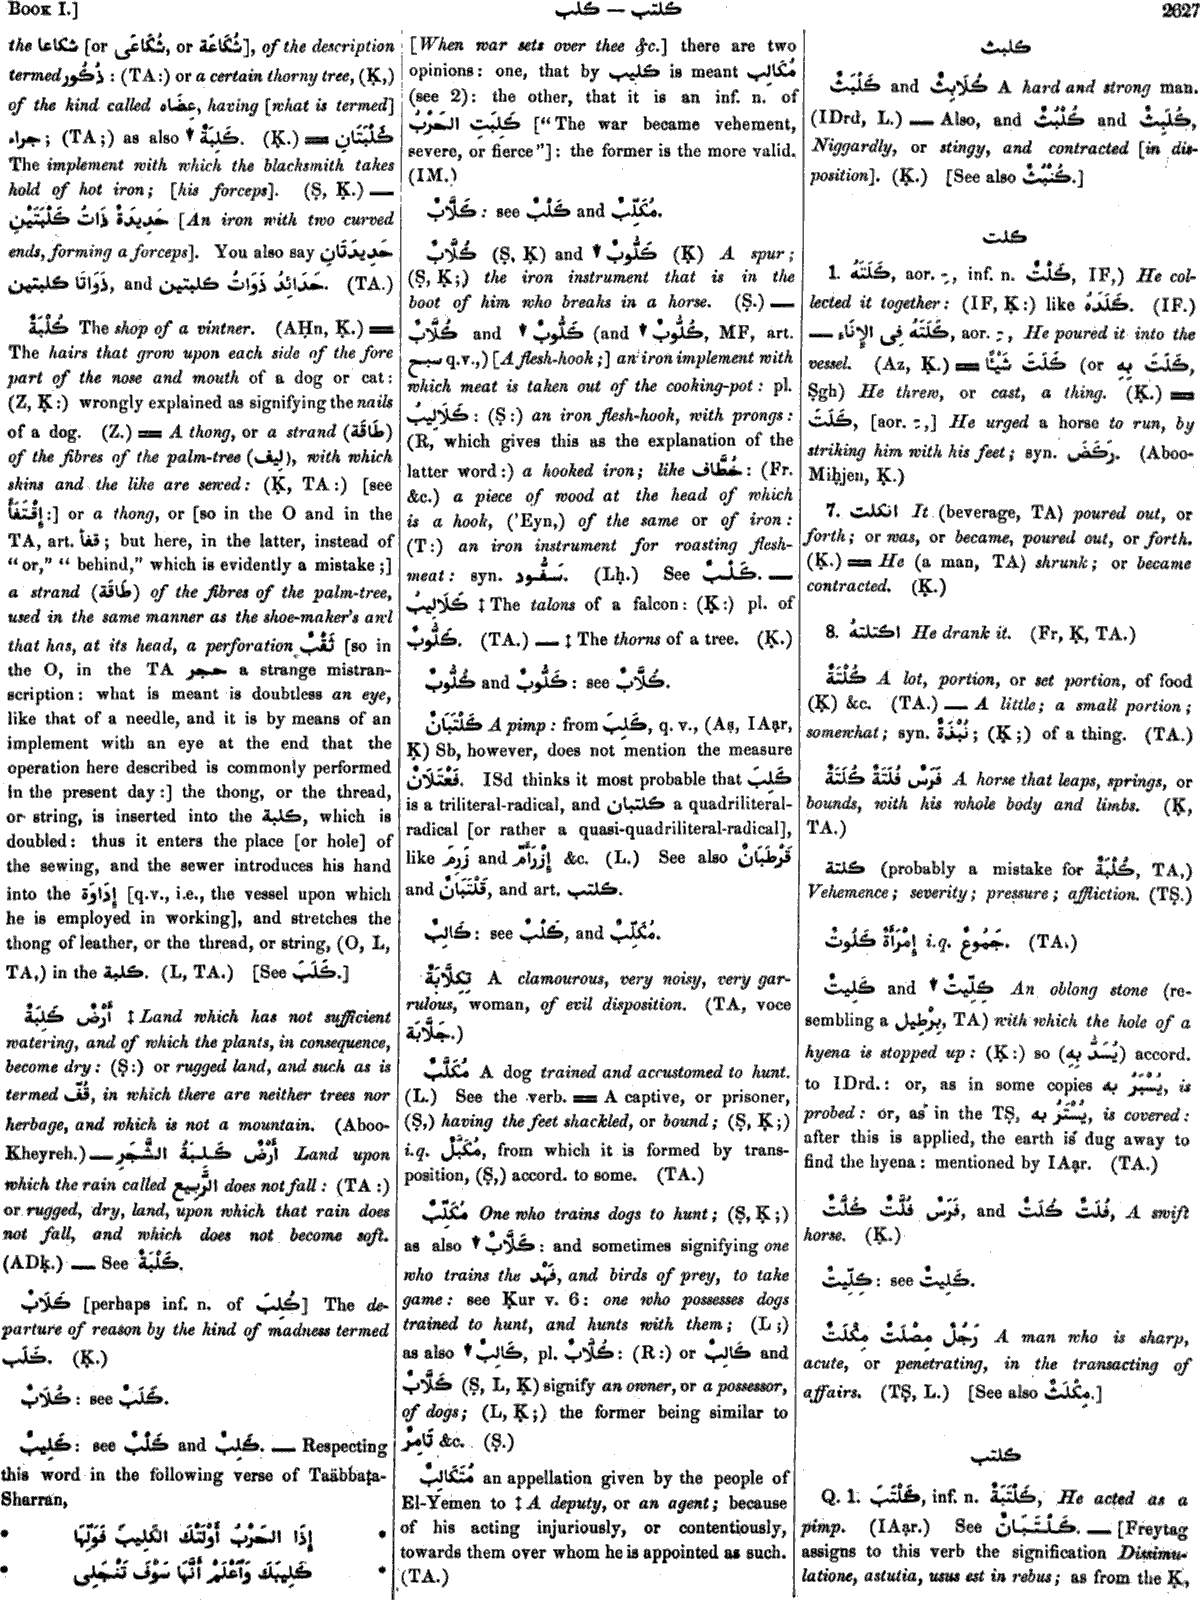 BOOK I.]
كلب — كلتب
2627
the شكاعا [or شُكَاعَى, or شُكَاعَة], of the description
termed ذُكُور: (TA:) or a certain thorny tree, (Ḳ,)
of the kind called عِضَاه, having [what is termed]
جراء; (TA;) as also ↓ كَلِبَةٌ. (Ḳ.) ══ كَلْبَتَانِ
The implement with which the blacksmith takes
hold of hot iron; [his forceps]. (Ṣ, Ḳ.) —
حَدِيدَةٌ ذَاتُ كَلْبَتَيْنِ [An iron with two curved
ends, forming a forceps]. You also say حَدِيدَتَانِ
ذَوَاتَا كلبتين, and حَدَائِدُ ذَوَاتُ كلبتين. (TA.)
كُلْبَةٌ The shop of a vintner. (AḤn, Ḳ.) ══
The hairs that grow upon each side of the fore
part of the nose and mouth of a dog or cat:
(Z, Ḳ:) wrongly explained as signifying the nails
of a dog. (Z.) ══ A thong, or a strand (طَاقَة)
of the fibres of the palm-tree (لِيف), with which
skins and the like are sewed: (Ḳ, TA:) [see
إِقْتَفَأَ:] or a thong, or [so in the O and in the
TA, art. قفأ; but here, in the latter, instead of
“or,” “behind,” which is evidently a mistake;]
a strand (طَاقَة) of the fibres of the palm-tree,
used in the same manner as the shoe-maker's awl
that has, at its head, a perforation ثَقْبٌ [so in
the O, in the TA حجر a strange mistran-
scription: what is meant is doubtless an eye,
like that of a needle, and it is by means of an
implement with an eye at the end that the
operation here described is commonly performed
in the present day:] the thong, or the thread,
or string, is inserted into the كلبة, which is
doubled: thus it enters the place [or hole] of
the sewing, and the sewer introduces his hand
into the إِدَاوَة [q.v., i.e., the vessel upon which
he is employed in working], and stretches the
thong of leather, or the thread, or string, (O, L,
TA,) in the كلبة. (L, TA.) [See كَلَبَ.]
أَرْضٌ كَلِبَةٌ ‡ Land which has not sufficient
watering, and of which the plants, in consequence,
become dry: (Ṣ:) or rugged land, and such as is
termed قُفّ, in which there are neither trees nor
herbage, and which is not a mountain. (Aboo-
Kheyreh.) — أَرْضٌ كَلِبَةُ الشَّجَرِ Land upon
which the rain called الرَّبِيع does not fall: (TA:)
or rugged, dry, land, upon which that rain does
not fall, and which does not become soft.
(ADḳ.) — See كَلْبَةٌ.
كَلَابٌ [perhaps inf. n. of كُلِبَ] The de-
parture of reason by the kind of madness termed
كَلَب. (Ḳ.)
كُلَابٌ: see كَلَبٌ.
كَلِيبٌ: see كَلْبٌ and كَلِبٌ. — Respecting
this word in the following verse of Taäbbaṭa-
Sharran,
• إِذَا الحَرْبُ أَوْلَتْكَ الكَلِيبَ فَوَلِّهَا •
• كَلِيبَكَ وَٱعْلَمْ أَنَّهَا سَوْفَ تَنْجَلِى •
[When war sets over thee &c.] there are two
opinions: one, that by كليب is meant مُكَالِب
(see 2): the other, that it is an inf. n. of
كَلِبَتِ الحَرْبُ [“The war became vehement,
severe, or fierce”]: the former is the more valid.
(IM.)
كَلَّابٌ: see كَلْبٌ and مُكَلِّبٌ.
كُلَّابٌ (Ṣ, Ḳ) and ↓ كَلُّوبٌ (Ḳ) A spur;
(Ṣ, Ḳ;) the iron instrument that is in the
boot of him who breaks in a horse. (Ṣ.) —
كُلَّابٌ and ↓ كَلُّوبٌ (and ↓ كُلُّوبٌ, MF, art.
سبح q.v.,) [A flesh-hook;] an iron implement with
which meat is taken out of the cooking-pot: pl.
كَلَالِيبُ: (Ṣ:) an iron flesh-hook, with prongs:
(R, which gives this as the explanation of the
latter word:) a hooked iron; like خُطَّاف: (Fr.
&c.) a piece of wood at the head of which
is a hook, ('Eyn,) of the same or of iron:
(T:) an iron instrument for roasting flesh-
meat: syn. سَفُّود. (Lḥ.) See كَلْبٌ. —
كَلَالِيبُ ‡ The talons of a falcon: (Ḳ:) pl. of
كَلُّوبٌ. (TA.) — ‡ The thorns of a tree. (Ḳ.)
كَلُّوبٌ and كُلُّوبٌ: see كُلَّابٌ.
كَلْتَبَانٌ A pimp: from كَلِبَ, q. v., (Aṣ, IAạr,
Ḳ) Sb, however, does not mention the measure
فَعْتَلَانٌ. ISd thinks it most probable that كَلِبَ
is a triliteral-radical, and كلتبان a quadriliteral-
radical [or rather a quasi-quadriliteral-radical],
like زَرِمَ and إِزْرَأَمَّ &c. (L.) See also قَرْطَبَانٌ
and قَلْتَبَانٌ, and art. كلتب.
كَالِبٌ: see كَلْبٌ, and مُكَلِّبٌ.
تِكِلَّابَةٌ A clamourous, very noisy, very gar-
rulous, woman, of evil disposition. (TA, voce
جَلَّابَة.)
مُكَلَّبٌ A dog trained and accustomed to hunt.
(L.) See the verb. ══ A captive, or prisoner,
(Ṣ,) having the feet shackled, or bound; (Ṣ, Ḳ;)
i.q. مُكَبَّلٌ, from which it is formed by trans-
position, (Ṣ,) accord. to some. (TA.)
مُكَلِّبٌ One who trains dogs to hunt; (Ṣ, Ḳ;)
as also ↓ كَلَّابٌ: and sometimes signifying one
who trains the فَهْد, and birds of prey, to take
game: see Ḳur v. 6: one who possesses dogs
trained to hunt, and hunts with them; (L;)
as also ↓ كَالِبٌ, pl. كُلَّابٌ: (R:) or كَالِبٌ and
كَلَّابٌ (Ṣ, L, Ḳ) signify an owner, or a possessor,
of dogs; (L, Ḳ;) the former being similar to
تَامِرٌ &c. (Ṣ.)
مُتَكَالِبٌ an appellation given by the people of
El-Yemen to ‡ A deputy, or an agent; because
of his acting injuriously, or contentiously,
towards them over whom he is appointed as such.
(TA.)
كلبث
كَلْبَثٌ and كُلَابِثٌ A hard and strong man.
(IDrd, L.) — Also, and كُلْبُثٌ and كُلَبِثٌ,
Niggardly, or stingy, and contracted [in dis-
position]. (Ḳ.) [See also كُنْبُثٌ.]
كلت
1. كَلَتَهُ, aor. ِ , inf. n. كَلْتٌ, IF,) He col-
lected it together: (IF, Ḳ:) like كَلَدَهُ. (IF.)
— كَلَتَهُ فِى الإِنَاءِ, aor. ِ , He poured it into the
vessel. (Az, Ḳ.) ══ كَلَتَ شَيْئًا (or كَلَتَ بِهِ,
Ṣgh) He threw, or cast, a thing. (Ḳ.) ══
كَلَتَ, [aor. ِ ,] He urged a horse to run, by
striking him with his feet; syn. رَكَضَ. (Aboo-
Miḥjen, Ḳ.)
7. انكلت It (beverage, TA) poured out, or
forth; or was, or became, poured out, or forth.
(Ḳ.) ══ He (a man, TA) shrunk; or became
contracted. (Ḳ.)
8. اكتلتهُ He drank it. (Fr, Ḳ, TA.)
كُلْتَةٌ A lot, portion, or set portion, of food
(Ḳ) &c. (TA.) — A little; a small portion;
somewhat; syn. نُبْذَةٌ; (Ḳ;) of a thing. (TA.)
فَرَسٌ فُلَتَةٌ كُلَتَةٌ A horse that leaps, springs, or
bounds, with his whole body and limbs. (Ḳ,
TA.)
كلتة (probably a mistake for كُلْبَةٌ, TA,)
Vehemence; severity; pressure; affliction. (TṢ.)
إِمْرَأَةٌ كَلُوتٌ i.q. جَمُوعٌ. (TA.)
كَلِيتٌ and ↓ كِلِّيتٌ An oblong stone (re-
sembling a بِرْطِيل, TA) with which the hole of a
hyena is stopped up: (Ḳ:) so (يُسَدُّ بِهِ) accord.
to IDrd.: or, as in some copies يُسْبَرُ به, is
probed: or, as in the TṢ, يُسْتَرُ به, is covered:
after this is applied, the earth is dug away to
find the hyena: mentioned by IAạr. (TA.)
فَرَسٌ فُلَّتٌ كُلَّتٌ, and فُلَتٌ كُلَتٌ, A swift
horse. (Ḳ.)
كِلِّيتٌ: see كَلِيتٌ.
رَجُلٌ مِصْلَتٌ مِكْلَتٌ A man who is sharp,
acute, or penetrating, in the transacting of
affairs. (TṢ, L.) [See also مِكْلَثٌ.]
كلتب
Q. 1. كَلْتَبَ, inf. n. كَلْتَبَةٌ, He acted as a
pimp. (IAạr.) See كَلْتَبَانٌ. — [Freytag
assigns to this verb the signification Dissimu-
latione, astutia, usus est in rebus; as from the Ḳ,